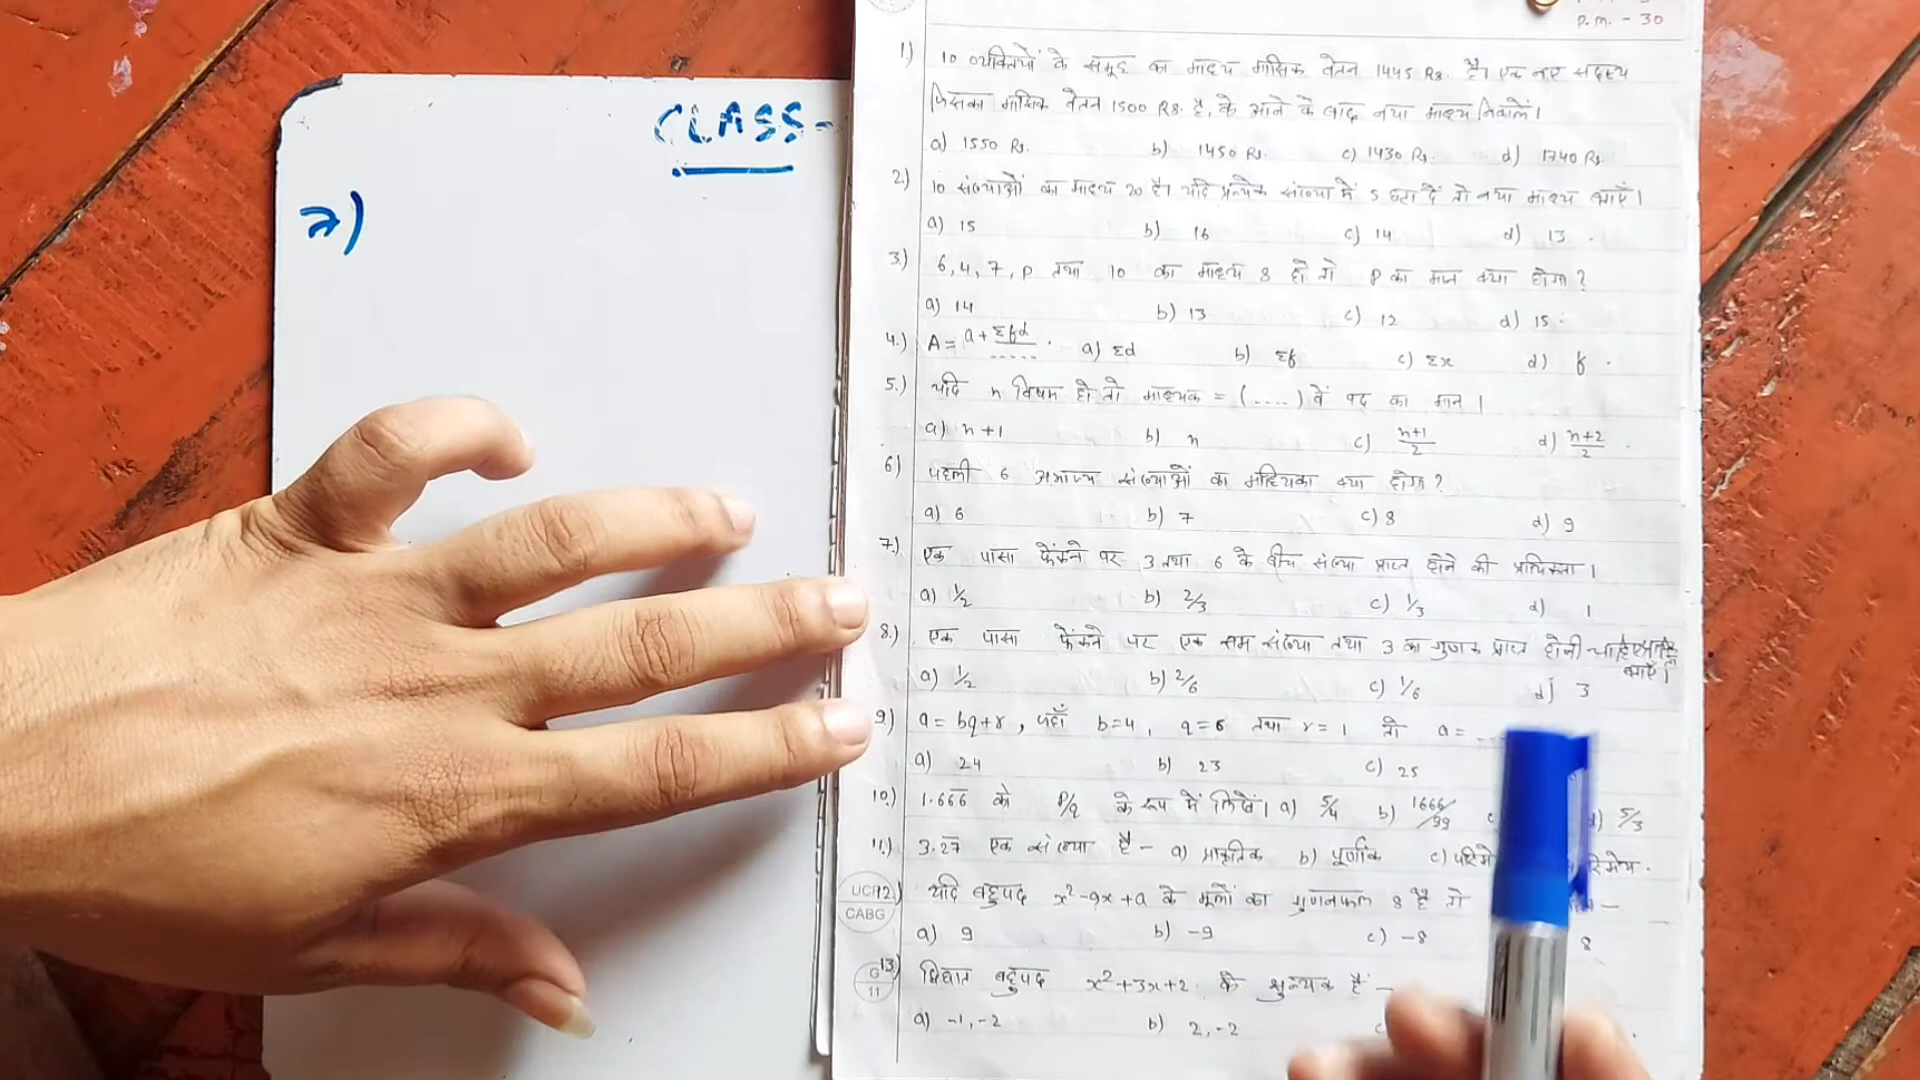 CLASS-
2)
P.M. - 30
1.) 10 व्यक्तियों के समूह का माध्य मासिक वेतन 1445 Rs. है। एक नए सदस्य
जिसका मासिक वेतन 1500 Rs. है, के आने के बाद नया माध्य निकालें।
a) 1550 Rs. b) 1450 Rs. c) 1430 Rs. d) 1740 Rs.
2.) 10 संख्याओं का माध्य 20 है। यदि प्रत्येक संख्या में 5 घटा दें तो नया माध्य बताएँ।
a) 15 b) 16 c) 14 d) 13
3.) 6, 4, 7, p तथा 10 का माध्य 8 हो तो p का मान क्या होगा?
a) 14 b) 13 c) 12 d) 15
4.) A = a + Σfd/..... a) Σd b) Σf c) Σx d) f
5.) यदि n विषम हो तो माध्यक = (....) वें पद का मान।
a) n+1 b) n c) n+1/2 d) n+2/2
6) पहली 6 अभाज्य संख्याओं का माध्यिका क्या होगा?
a) 6 b) 7 c) 8 d) 9
7.) एक पासा फेंकने पर 3 तथा 6 के बीच संख्या प्राप्त होने की प्रायिकता।
a) 1/2 b) 2/3 c) 1/3 d) 1
8.) एक पासा फेंकने पर एक सम संख्या तथा 3 का गुणक प्राप्त होनी
बताएँ।
a) 1/2 b) 2/6 c) 1/6 d) 3
9.) a = bq+r, जहाँ b=4, q=6 तथा r=1 तो a=
a) 24 b) 23 c) 25
10.) 1.666̅ को p/q के रूप में लिखें। a) 5/4 b) 1666/99 d) 5/3
11.) 3.2̅7̅ एक संख्या है - a) प्राकृतिक b) पूर्णांक
12.) यदि बहुपद x²-9x+a के मूलों का गुणनफल 8 है तो
a) 9 b) -9 c) -8 8
13) द्विघात बहुपद x²+3x+2 के शून्यक हैं -
a) -1, -2 b) 2, -2
UCR
CABG
G
11